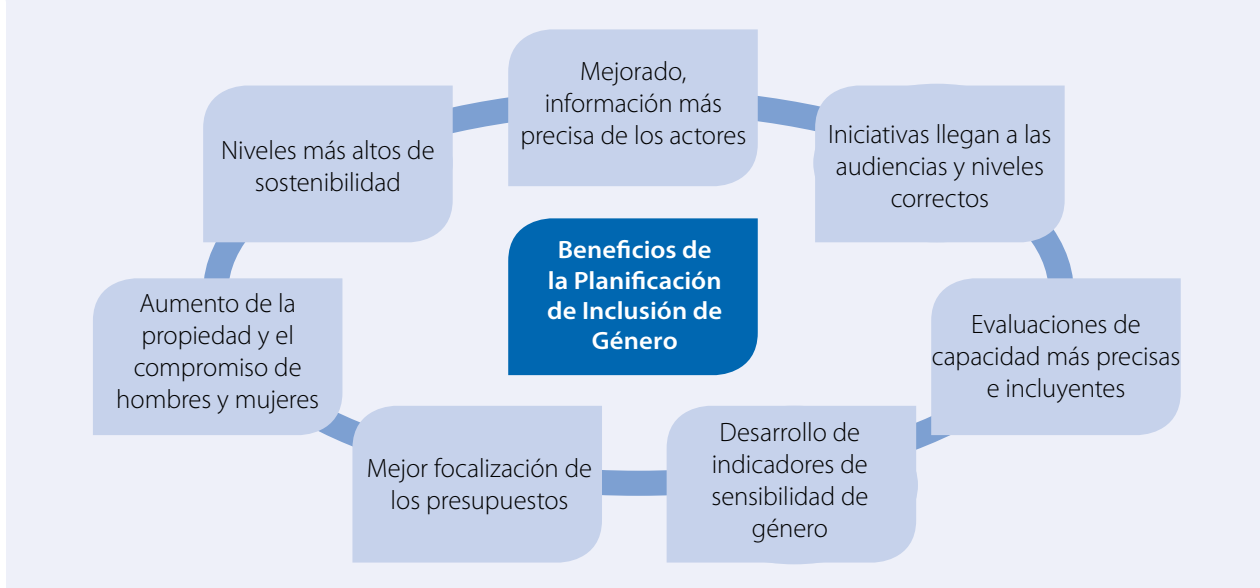 Mejorado,
información más
precisa de los actores
Iniciativas llegan a las
audiencias y niveles
correctos
Evaluaciones de
capacidad más precisas
e incluyentes
Desarrollo de
indicadores de
sensibilidad de
género
Mejor focalización de
los presupuestos
Aumento de la
propiedad y el
compromiso de
hombres y mujeres
Niveles más altos de
sostenibilidad
Beneficios de
la Planificación
de Inclusión de
Género